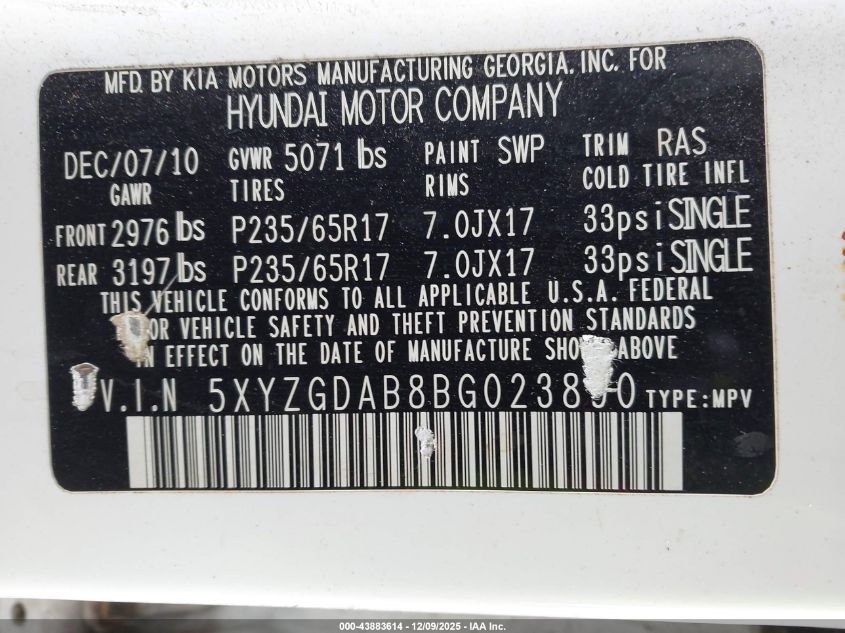 MFD. BY KIA MOTORS MANUFACTURING GEORGIA. INC. FOR
HYUNDAI MOTOR COMPANY
DEC/07/10 GVWR 5071 lbs PAINT SWP TRIM RAS
GAWR TIRES RIMS COLD TIRE INFL
FRONT 2976 lbs P235/65R17 7.0JX17 33psi SINGLE
REAR 3197 lbs P235/65R17 7.0JX17 33psi SINGLE
THIS VEHICLE CONFORMS TO ALL APPLICABLE U.S.A. FEDERAL
VEHICLE SAFETY AND THEFT PREVENTION STANDARDS
IN EFFECT ON THE DATE OF MANUFACTURE ABOVE
V.I.N TYPE:MPV
000-43883614 - 12/09/2025 - IAA Inc.